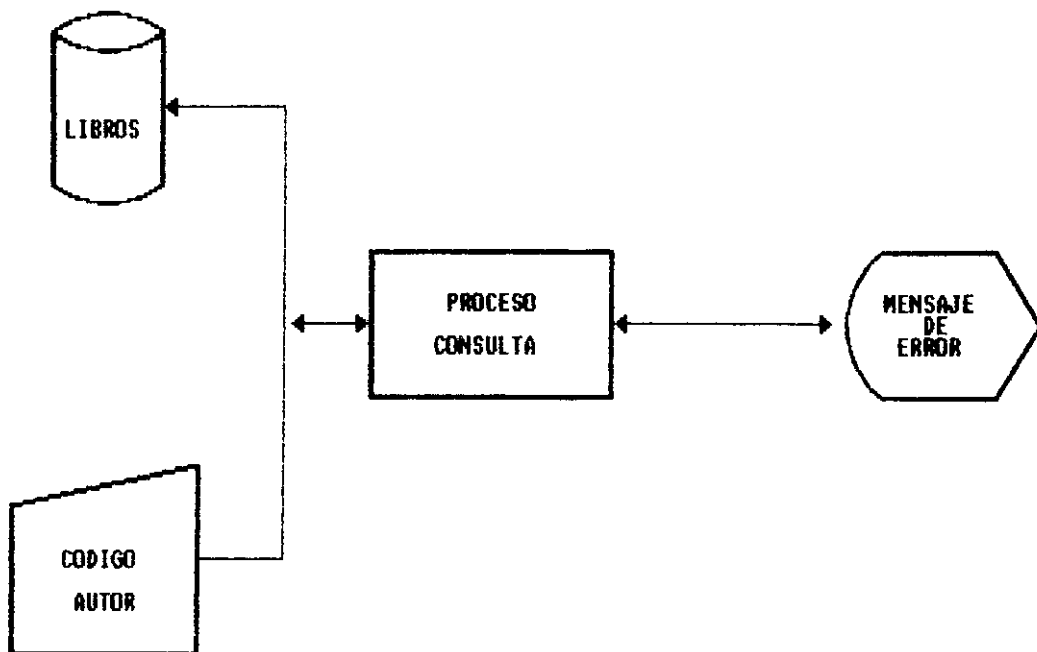 LIBROS
PROCESO
CONSULTA
MENSAJE
DE
ERROR
CODIGO
AUTOR